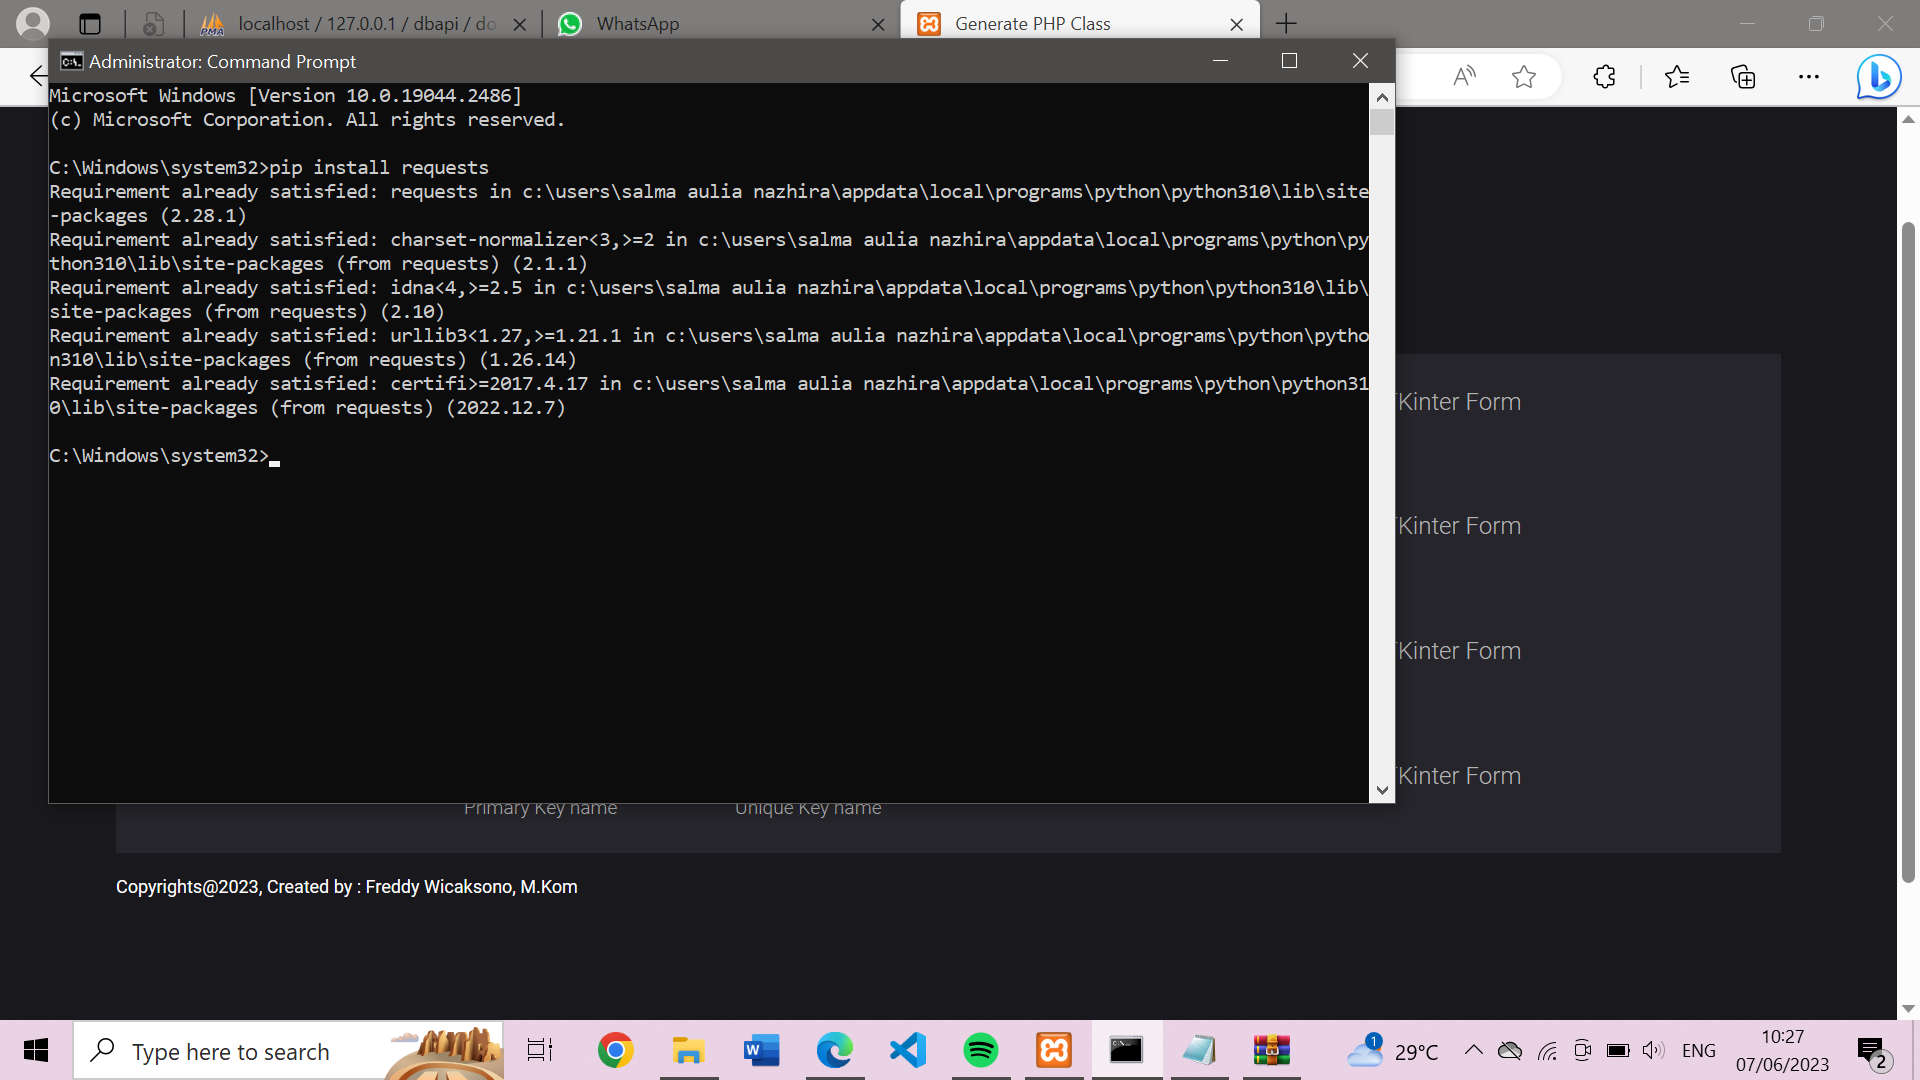 localhost / 127.0.0.1 / dbapi / do
WhatsApp
Generate PHP Class
Administrator: Command Prompt
Microsoft Windows [Version 10.0.19044.2486]
(c) Microsoft Corporation. All rights reserved.
C:\Windows\system32>pip install requests
Requirement already satisfied: requests in c:\users\salma aulia nazhira\appdata\local\programs\python\python310\lib\site
-packages (2.28.1)
Requirement already satisfied: charset-normalizer<3,>=2 in c:\users\salma aulia nazhira\appdata\local\programs\python\py
thon310\lib\site-packages (from requests) (2.1.1)
Requirement already satisfied: idna<4,>=2.5 in c:\users\salma aulia nazhira\appdata\local\programs\python\python310\lib\
site-packages (from requests) (2.10)
Requirement already satisfied: urllib3<1.27,>=1.21.1 in c:\users\salma aulia nazhira\appdata\local\programs\python\pytho
n310\lib\site-packages (from requests) (1.26.14)
Requirement already satisfied: certifi>=2017.4.17 in c:\users\salma aulia nazhira\appdata\local\programs\python\python31
0\lib\site-packages (from requests) (2022.12.7)
C:\Windows\system32>
Kinter Form
Kinter Form
Kinter Form
Kinter Form
Primary Key name
Unique Key name
Copyrights@2023, Created by : Freddy Wicaksono, M.Kom
Type here to search
1
29°C
ENG
10:27
07/06/2023
2